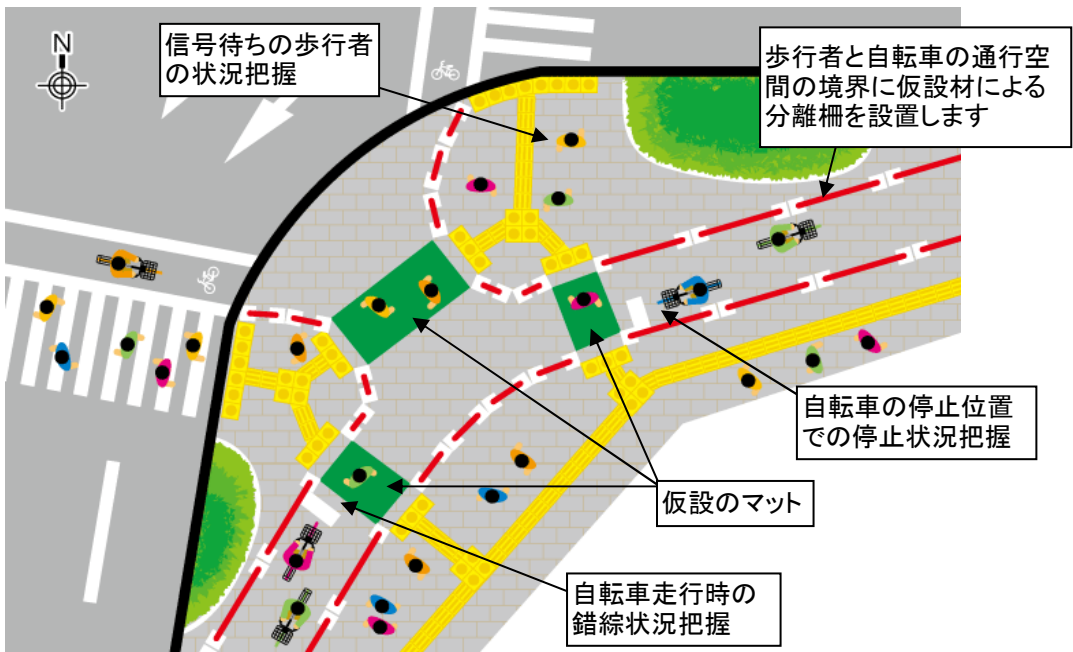 N
信号待ちの歩行者
の状況把握
歩行者と自転車の通行空
間の境界に仮設材による
分離柵を設置します
自転車の停止位置
での停止状況把握
仮設のマット
自転車走行時の
錯綜状況把握